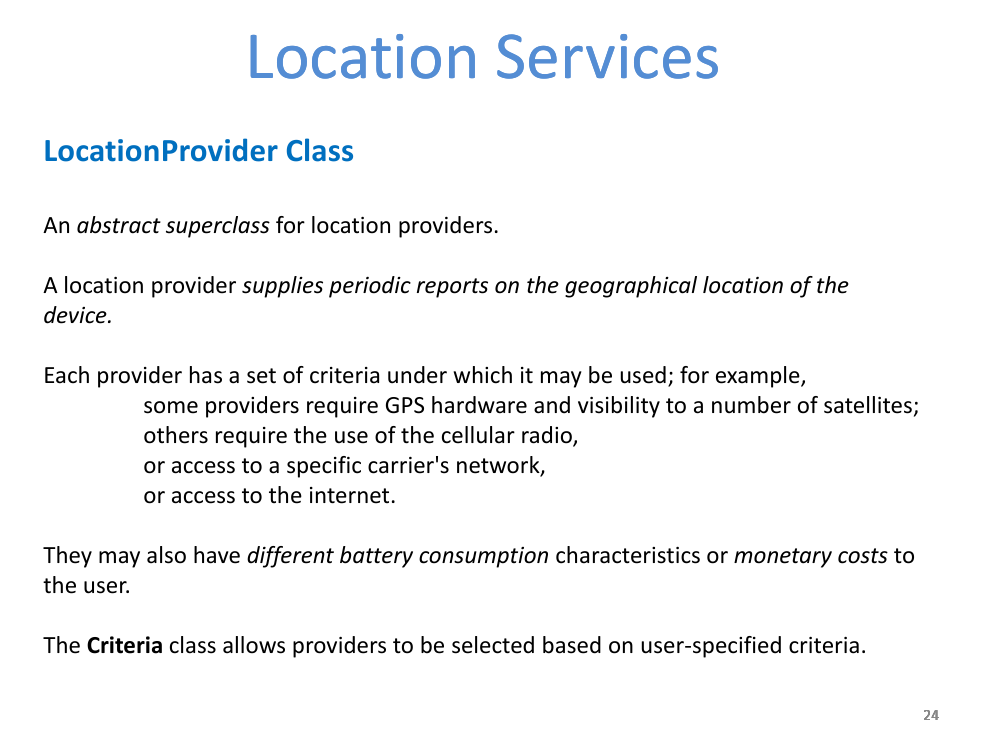 Location Services
LocationProvider Class
An abstract superclass for location providers.
A location provider supplies periodic reports on the geographical location of the
device.
Each provider has a set of criteria under which it may be used; for example,
some providers require GPS hardware and visibility to a number of satellites;
others require the use of the cellular radio,
or access to a specific carrier's network,
or access to the internet.
They may also have different battery consumption characteristics or monetary costs to
the user.
The Criteria class allows providers to be selected based on user-specified criteria.
24